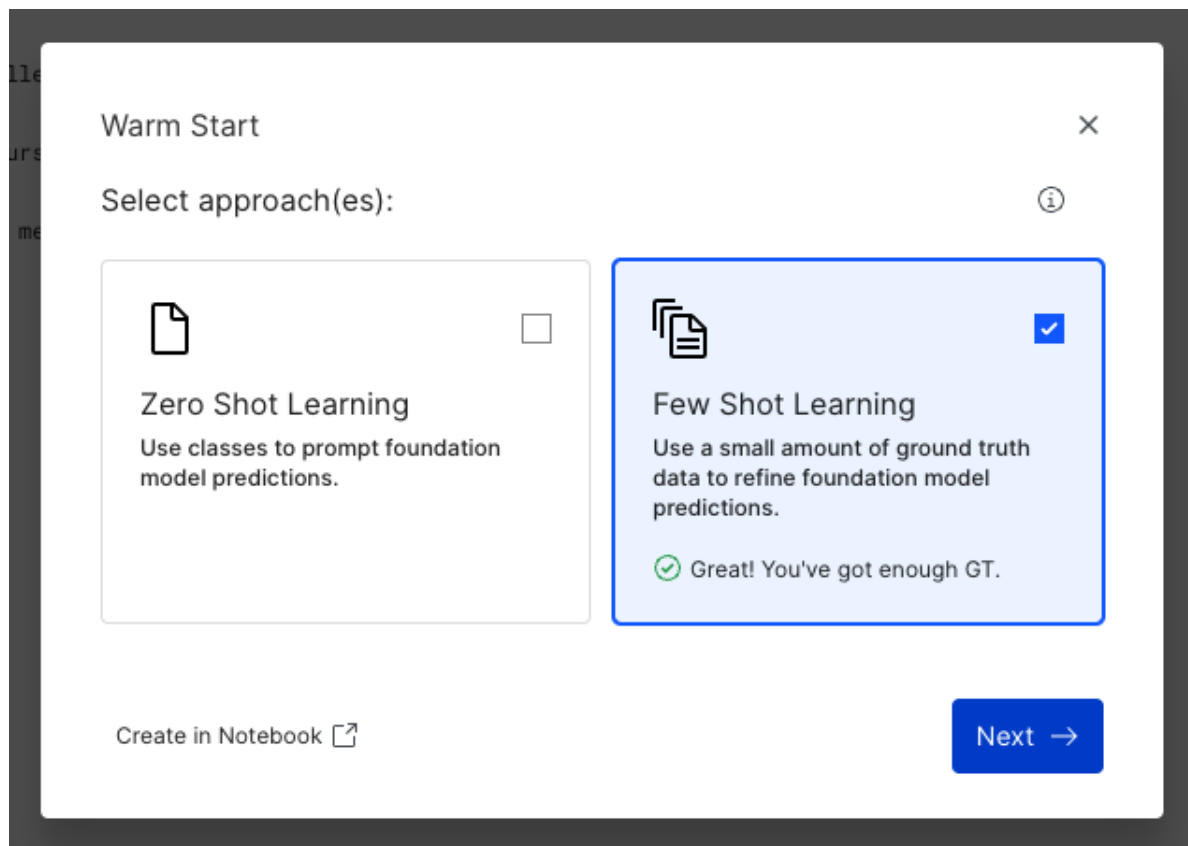 Warm Start
Select approach(es):
Zero Shot Learning
Use classes to prompt foundation
model predictions.
Few Shot Learning
Use a small amount of ground truth
data to refine foundation model
predictions.
Great! You've got enough GT.
Create in Notebook
Next